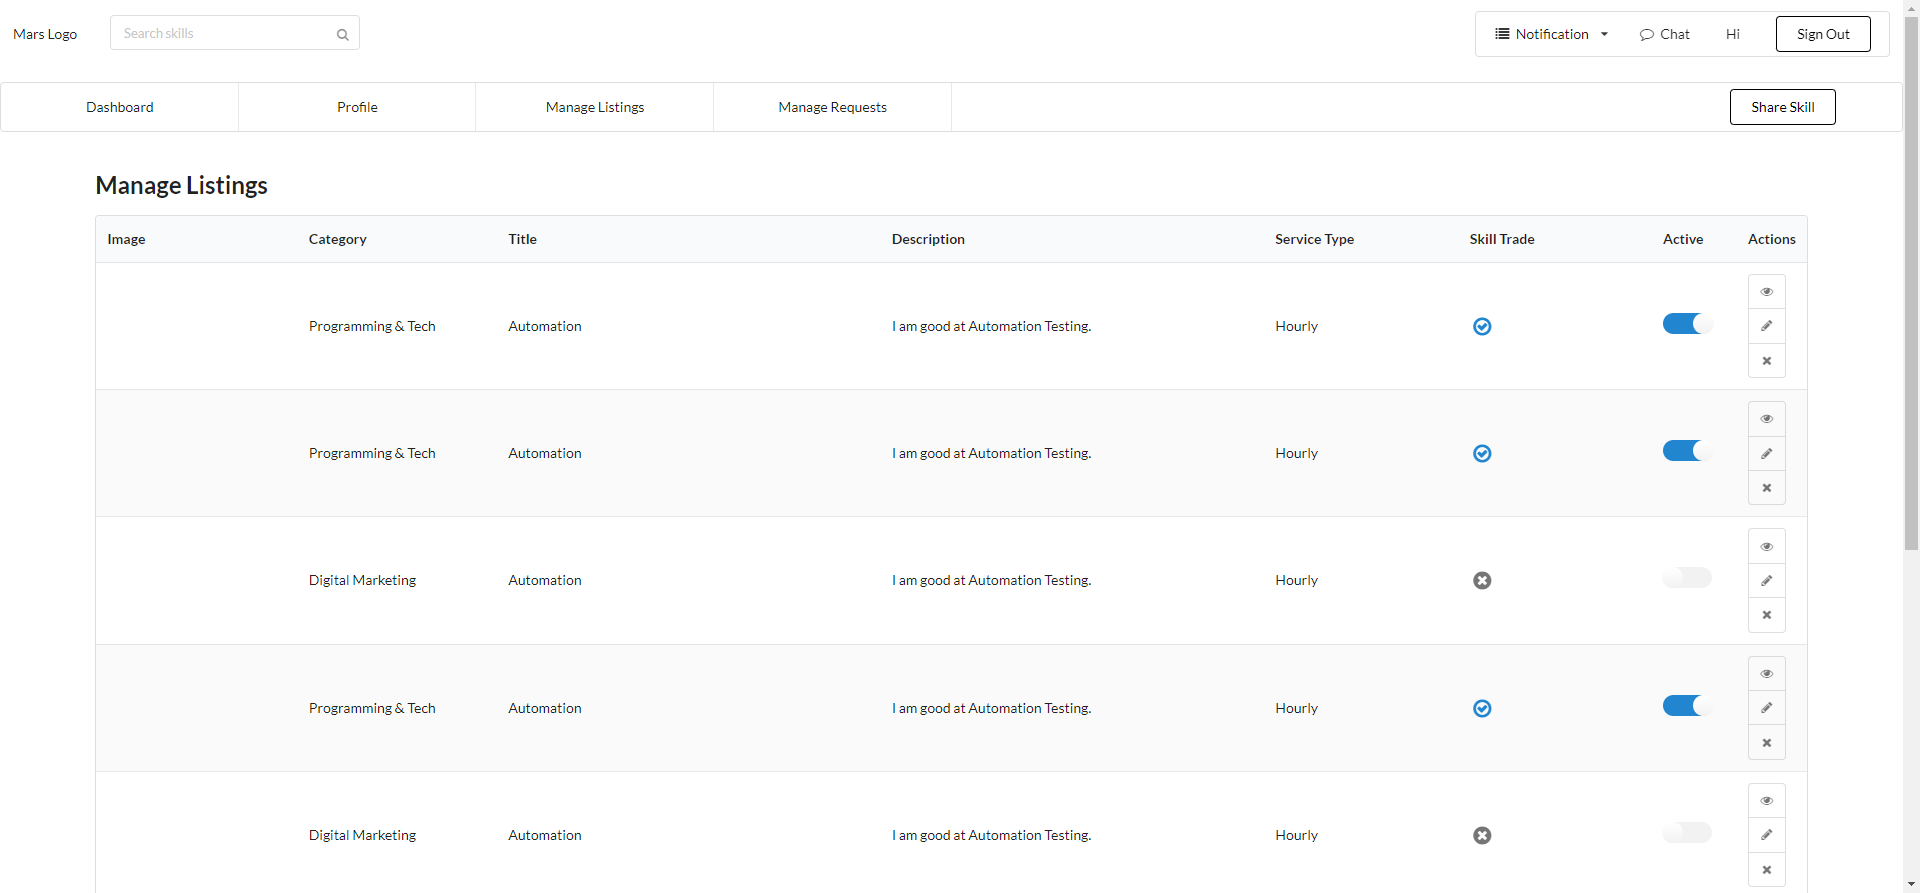 Mars Logo
Search skills
Notification
Chat
Hi
Sign Out
Dashboard
Profile
Manage Listings
Manage Requests
Share Skill
Manage Listings
Image Category Title Description Service Type Skill Trade Active Actions
Programming & Tech Automation I am good at Automation Testing. Hourly
Programming & Tech Automation I am good at Automation Testing. Hourly
Digital Marketing Automation I am good at Automation Testing. Hourly
Programming & Tech Automation I am good at Automation Testing. Hourly
Digital Marketing Automation I am good at Automation Testing. Hourly